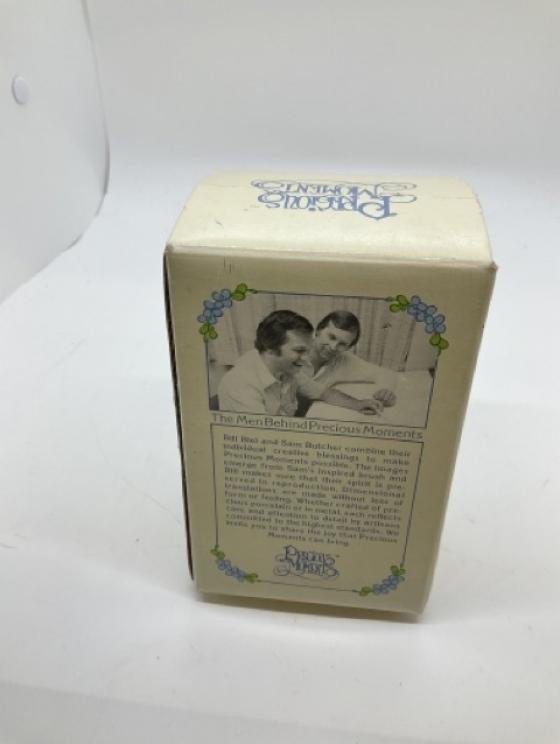 PRECIOUS
MOMENTS™
The Men Behind Precious Moments
Bill Biel and Sam Butcher combine their
individual creative blessings to make
Precious Moments possible. The images
emerge from Sam's inspired brush and
Bill makes sure that their spirit is pre-
served in reproduction. Dimensional
translations are made without loss of
form or feeling. Whether crafted of pre-
cious porcelain or in metal, each reflects
care, and attention to detail by artisans
committed to the highest standards. We
invite you to share the joy that Precious
Moments can bring.
PRECIOUS
MOMENTS